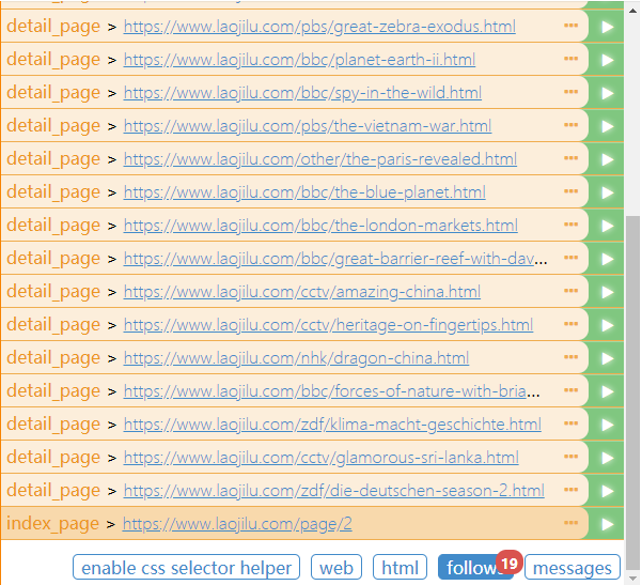 detail_page > https://www.laojilu.com/pbs/great-zebra-exodus.html ...
detail_page > https://www.laojilu.com/bbc/planet-earth-ii.html ...
detail_page > https://www.laojilu.com/bbc/spy-in-the-wild.html ...
detail_page > https://www.laojilu.com/pbs/the-vietnam-war.html ...
detail_page > https://www.laojilu.com/other/the-paris-revealed.html ...
detail_page > https://www.laojilu.com/bbc/the-blue-planet.html ...
detail_page > https://www.laojilu.com/bbc/the-london-markets.html ...
detail_page > https://www.laojilu.com/bbc/great-barrier-reef-with-dav... ...
detail_page > https://www.laojilu.com/cctv/amazing-china.html ...
detail_page > https://www.laojilu.com/cctv/heritage-on-fingertips.html ...
detail_page > https://www.laojilu.com/nhk/dragon-china.html ...
detail_page > https://www.laojilu.com/bbc/forces-of-nature-with-bria... ...
detail_page > https://www.laojilu.com/zdf/klima-macht-geschichte.html ...
detail_page > https://www.laojilu.com/cctv/glamorous-sri-lanka.html ...
detail_page > https://www.laojilu.com/zdf/die-deutschen-season-2.html ...
index_page > https://www.laojilu.com/page/2 ...
enable css selector helper web html follow 19 messages